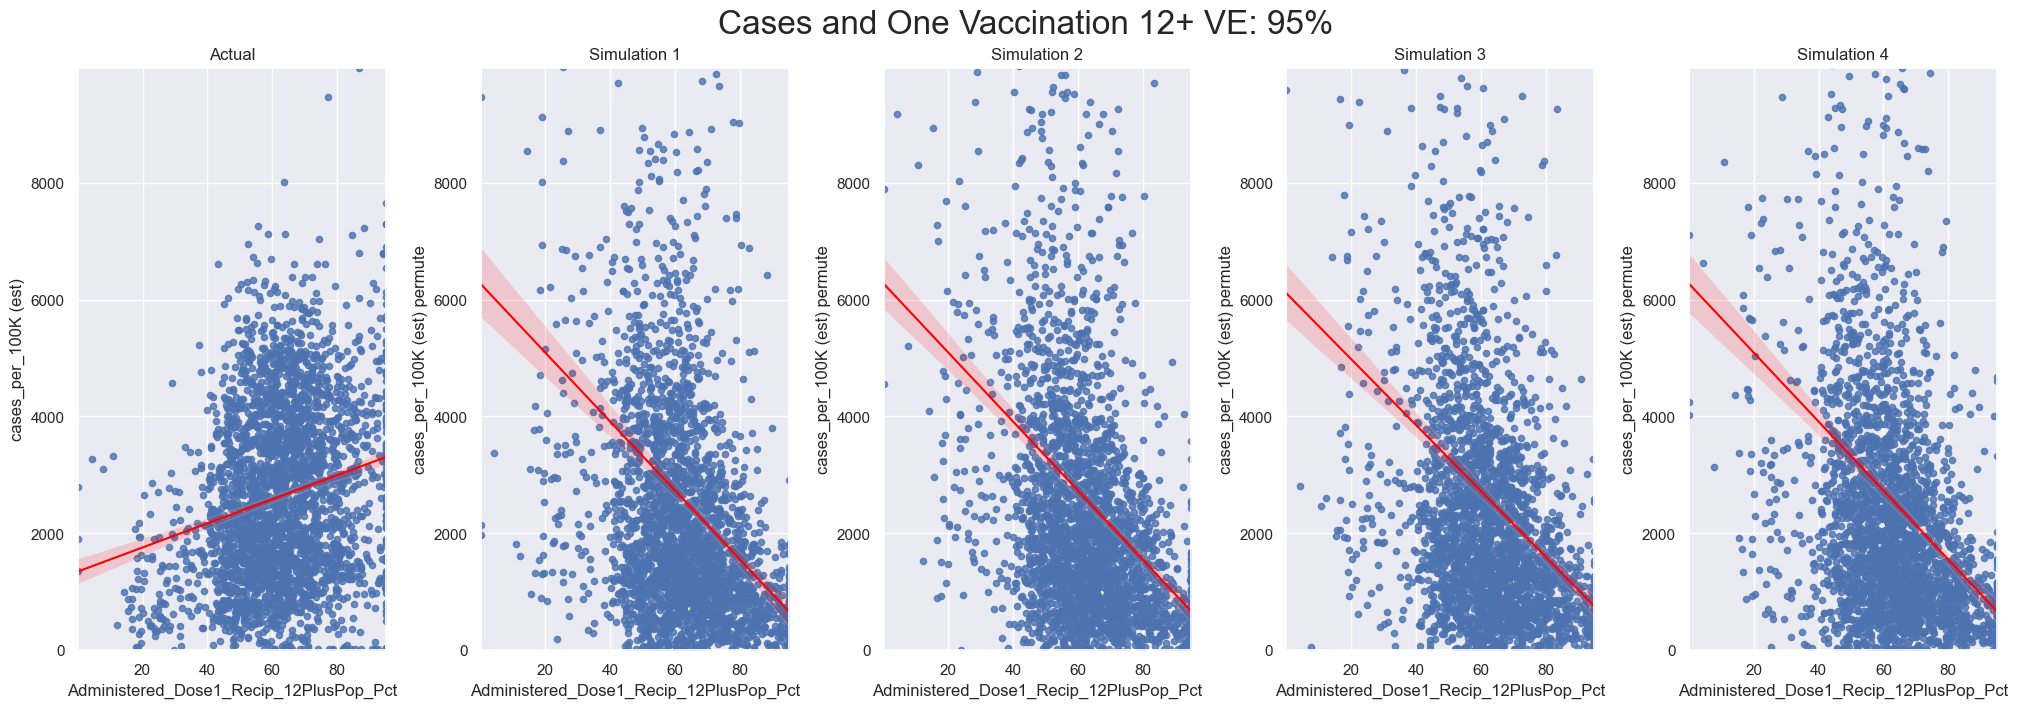 Cases and One Vaccination 12+ VE: 95%
Actual
Simulation 1
Simulation 2
Simulation 3
Simulation 4
cases_per_100K (est)
8000
6000
4000
2000
0
20 40 60 80
Administered_Dose1_Recip_12PlusPop_Pct
cases_per_100K (est) permute
8000
6000
4000
2000
0
20 40 60 80
Administered_Dose1_Recip_12PlusPop_Pct
cases_per_100K (est) permute
8000
6000
4000
2000
0
20 40 60 80
Administered_Dose1_Recip_12PlusPop_Pct
cases_per_100K (est) permute
8000
6000
4000
2000
0
20 40 60 80
Administered_Dose1_Recip_12PlusPop_Pct
cases_per_100K (est) permute
8000
6000
4000
2000
0
20 40 60 80
Administered_Dose1_Recip_12PlusPop_Pct